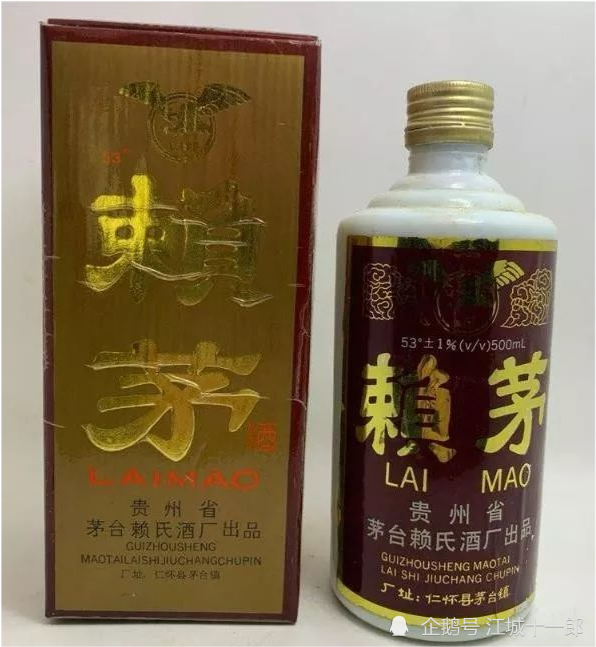 53°
賴
茅
酒
LAIMAO
贵州省
茅台赖氏酒厂出品
GUIZHOUSHENG
MAOTAILAISHIJIUCHANGCHUPIN
厂址：仁怀县茅台镇
53°±1%(v/v)500mL
賴茅
LAI MAO
贵州省
茅台赖氏酒厂出品
GUIZHOUSHENG MAOTAI
LAI SHI JIUCHANG CHUPIN
厂址：仁怀县茅台镇
企鹅号 江城十一郎